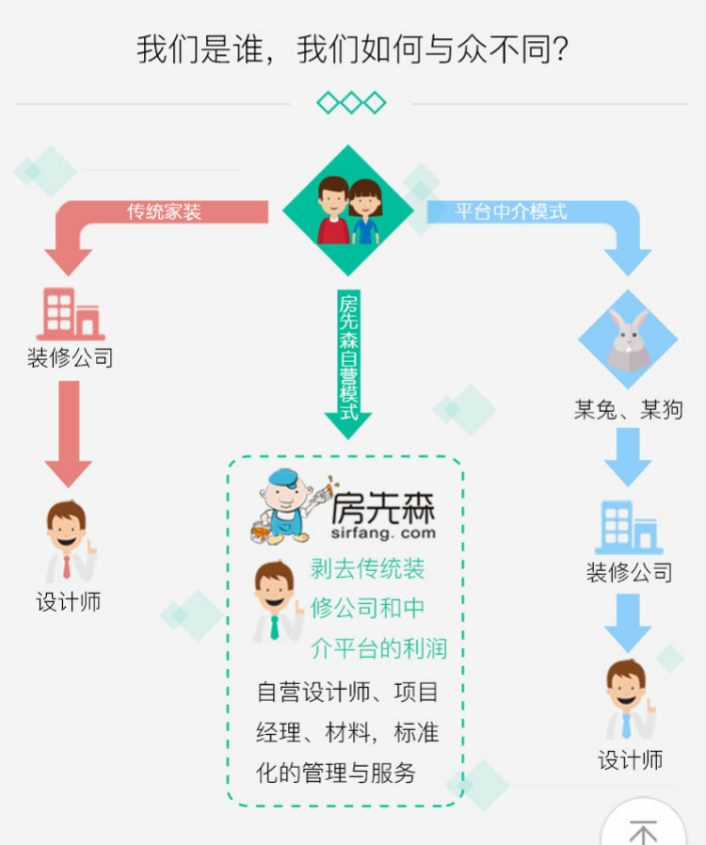 我们是谁，我们如何与众不同？
传统家装
平台中介模式
房先森自营模式
装修公司
设计师
某兔、某狗
装修公司
设计师
房先森
sirfang. com
剥去传统装
修公司和中
介平台的利润
自营设计师、项目
经理、材料，标准
化的管理与服务